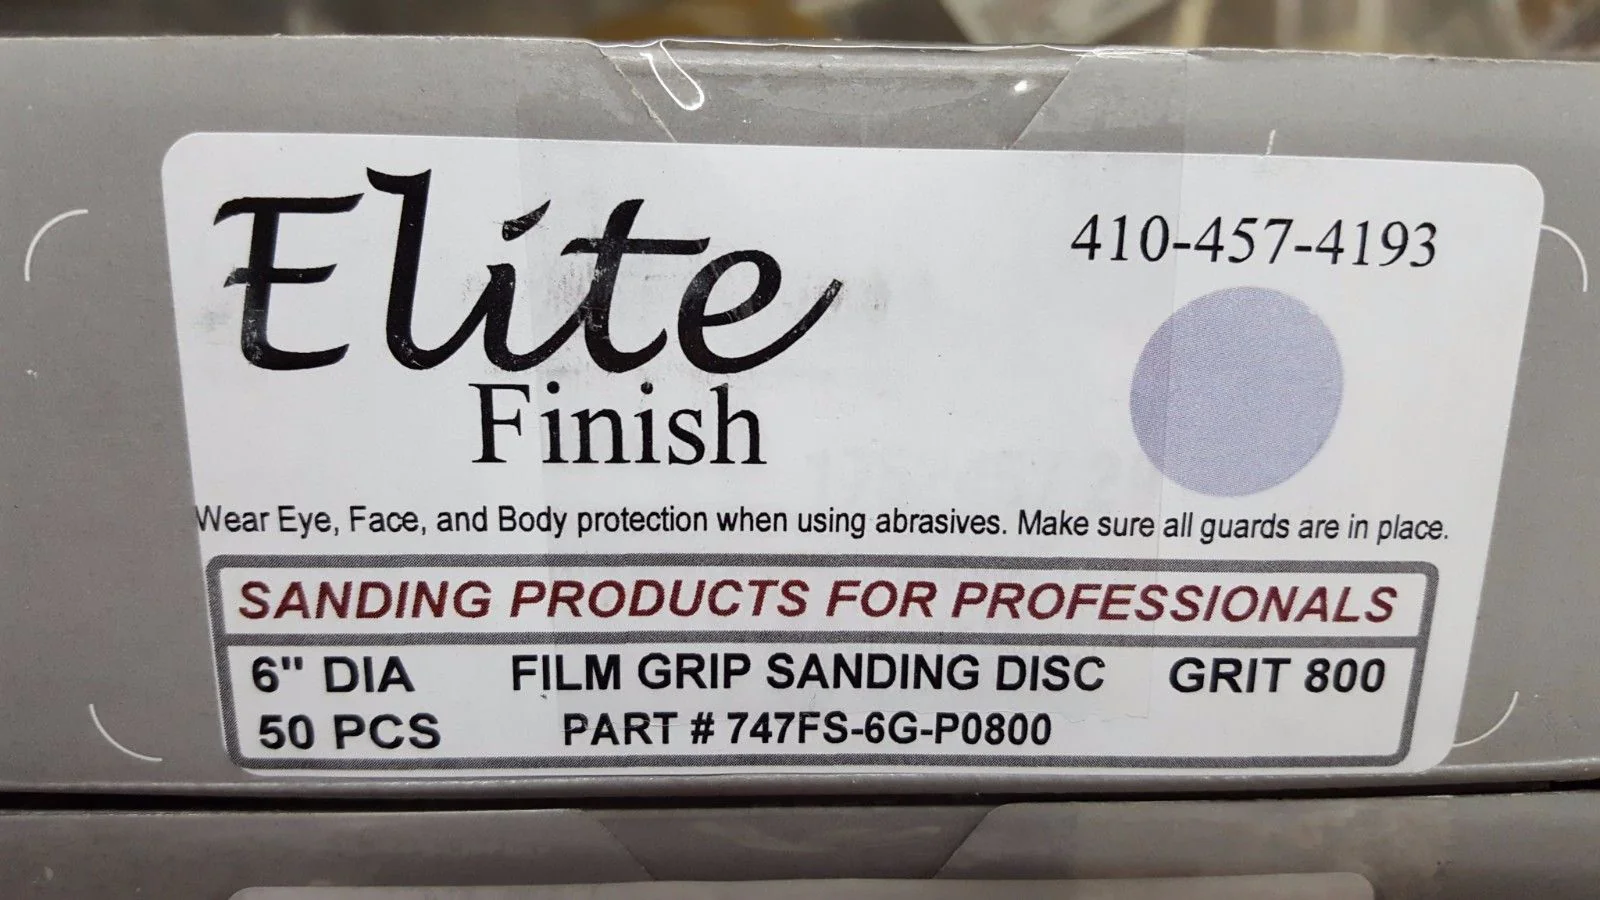 Elite
Finish
410-457-4193
Wear Eye, Face, and Body protection when using abrasives. Make sure all guards are in place.
SANDING PRODUCTS FOR PROFESSIONALS
6" DIA FILM GRIP SANDING DISC GRIT 800
50 PCS PART # 747FS-6G-P0800